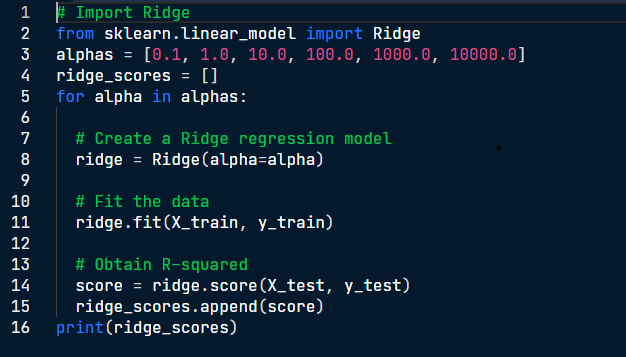 1 # Import Ridge
2 from sklearn.linear_model import Ridge
3 alphas = [0.1, 1.0, 10.0, 100.0, 1000.0, 10000.0]
4 ridge_scores = []
5 for alpha in alphas:
6
7   # Create a Ridge regression model
8   ridge = Ridge(alpha=alpha)
9
10   # Fit the data
11   ridge.fit(X_train, y_train)
12
13   # Obtain R-squared
14   score = ridge.score(X_test, y_test)
15   ridge_scores.append(score)
16 print(ridge_scores)